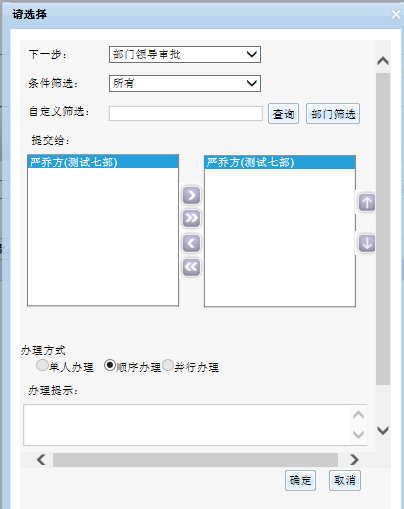 请选择
下一步: 部门领导审批
条件筛选: 所有
自定义筛选: 查询 部门筛选
提交给:
严乔方(测试七部) 严乔方(测试七部)
办理方式
单人办理 顺序办理 并行办理
办理提示:
确定 取消